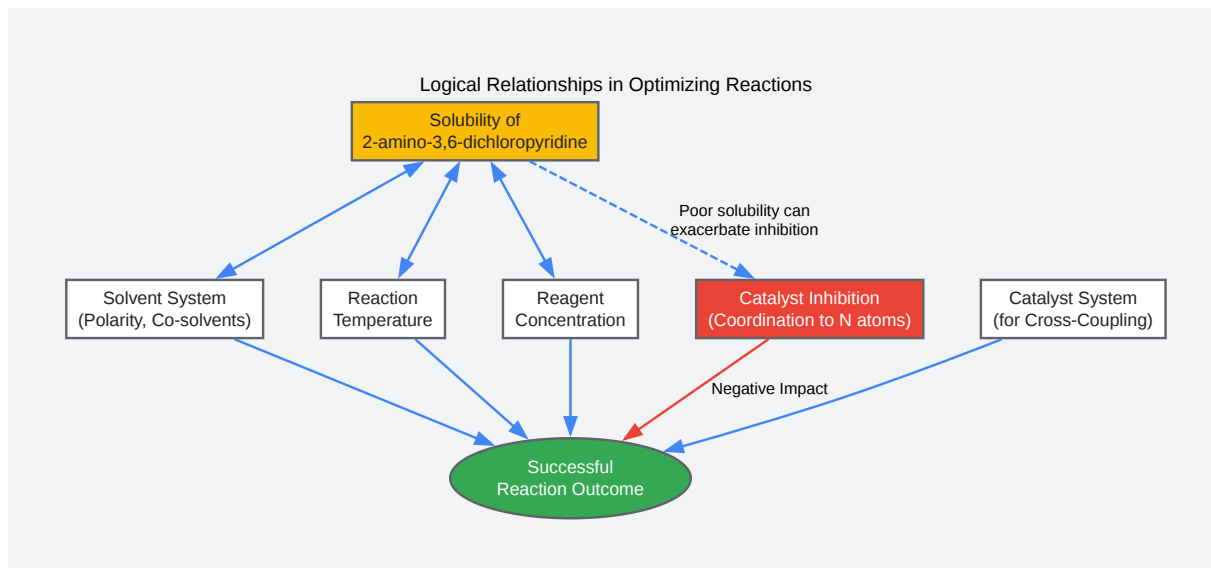 Logical Relationships in Optimizing Reactions
Solubility of
2-amino-3,6-dichloropyridine
Poor solubility can
exacerbate inhibition
Solvent System
(Polarity, Co-solvents)
Reaction
Temperature
Reagent
Concentration
Catalyst Inhibition
(Coordination to N atoms)
Catalyst System
(for Cross-Coupling)
Negative Impact
Successful
Reaction Outcome